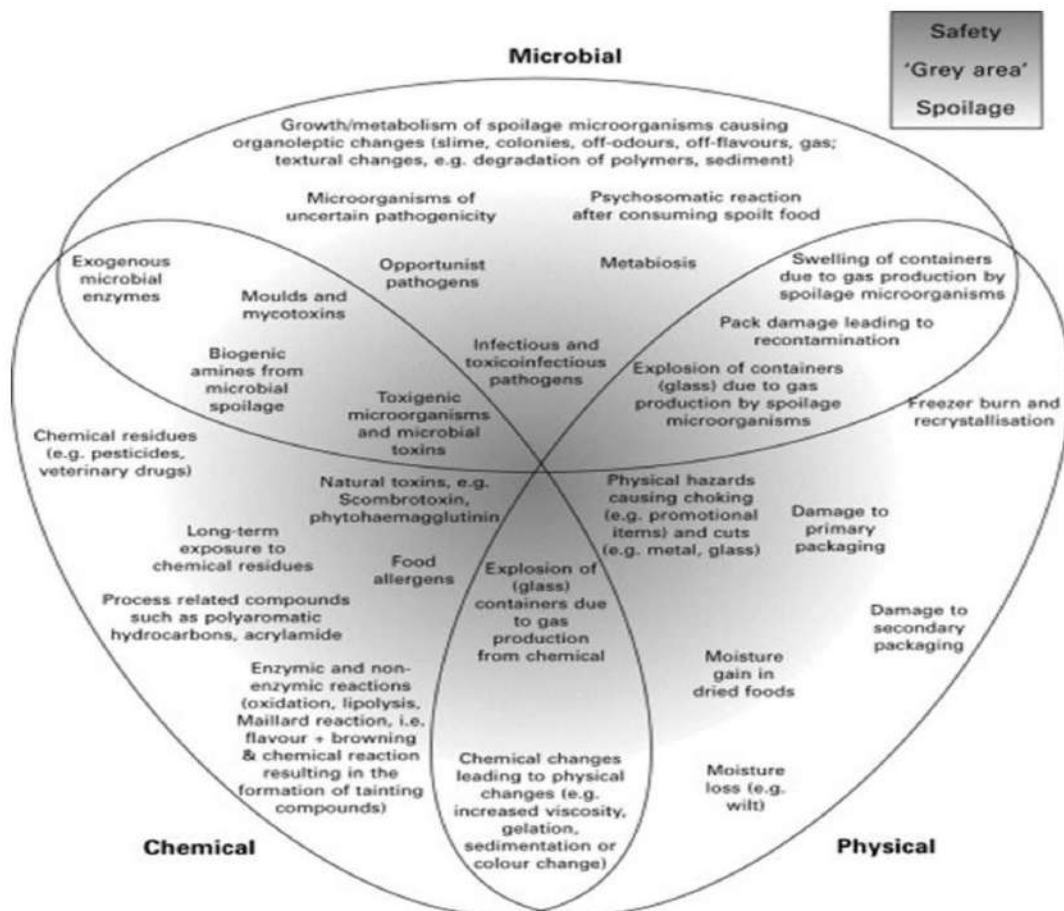 Safety
'Grey area'
Spoilage
Microbial
Growth/metabolism of spoilage microorganisms causing
organoleptic changes (slime, colonies, off-odours, off-flavours, gas;
textural changes, e.g. degradation of polymers, sediment)
Microorganisms of
uncertain pathogenicity
Psychosomatic reaction
after consuming spoilt food
Exogenous
microbial
enzymes
Opportunist
pathogens
Metabiosis
Swelling of containers
due to gas production by
spoilage microorganisms
Moulds and
mycotoxins
Pack damage leading to
recontamination
Biogenic
amines from
microbial
spoilage
Infectious and
toxicoinfectious
pathogens
Explosion of containers
(glass) due to gas
production by spoilage
microorganisms
Toxigenic
microorganisms
and microbial
toxins
Freezer burn and
recrystallisation
Chemical residues
(e.g. pesticides,
veterinary drugs)
Natural toxins, e.g.
Scombrotoxin,
phytohaemagglutinin
Physical hazards
causing choking
(e.g. promotional
items) and cuts
(e.g. metal, glass)
Damage to
primary
packaging
Long-term
exposure to
chemical residues
Food
allergens
Explosion of
(glass)
containers due
to gas
production
from chemical
Process related compounds
such as polyaromatic
hydrocarbons, acrylamide
Damage to
secondary
packaging
Moisture
gain in
dried foods
Enzymic and non-
enzymic reactions
(oxidation, lipolysis,
Maillard reaction, i.e.
flavour + browning
& chemical reaction
resulting in the
formation of tainting
compounds)
Chemical changes
leading to physical
changes (e.g.
increased viscosity,
gelation,
sedimentation or
colour change)
Moisture
loss (e.g.
wilt)
Chemical
Physical